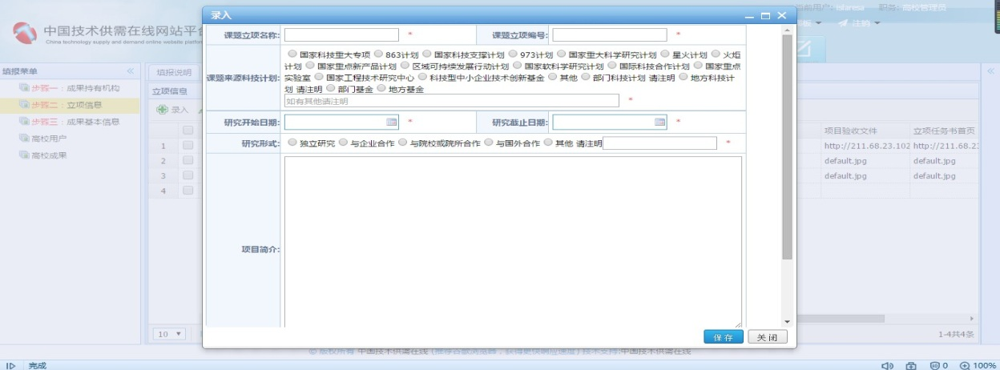 录入
当前用户: islaresa 职务: 高校管理员
注销
中国技术供需在线网站平台
China technology supply and demand online website platform
填报菜单
步骤一：成果持有机构
步骤二：立项信息
步骤三：成果基本信息
高校用户
高校成果
填报说明
立项信息
录入
1
2
3
4
10
课题立项名称: * 课题立项编号: *
课题来源科技计划:
国家科技重大专项 863计划 国家科技支撑计划 973计划 国家重大科学研究计划 星火计划 火炬
计划 国家重点新产品计划 区域可持续发展行动计划 国家软科学研究计划 国际科技合作计划 国家重点
实验室 国家工程技术研究中心 科技型中小企业技术创新基金 其他 部门科技计划 请注明 地方科技计
划 请注明 部门基金 地方基金
如有其他请注明 *
研究开始日期: * 研究截止日期: *
研究形式: 独立研究 与企业合作 与院校或院所合作 与国外合作 其他 请注明 *
项目简介:
保存 关闭
项目验收文件 立项任务书首页
http://211.68.23.102 http://211.68.23
default.jpg default.jpg
default.jpg default.jpg
1-4共4条
© 版权所有 中国技术供需在线 (推荐谷歌浏览器，获得更快响应速度) 技术支持:中国技术供需在线
完成
0 100%